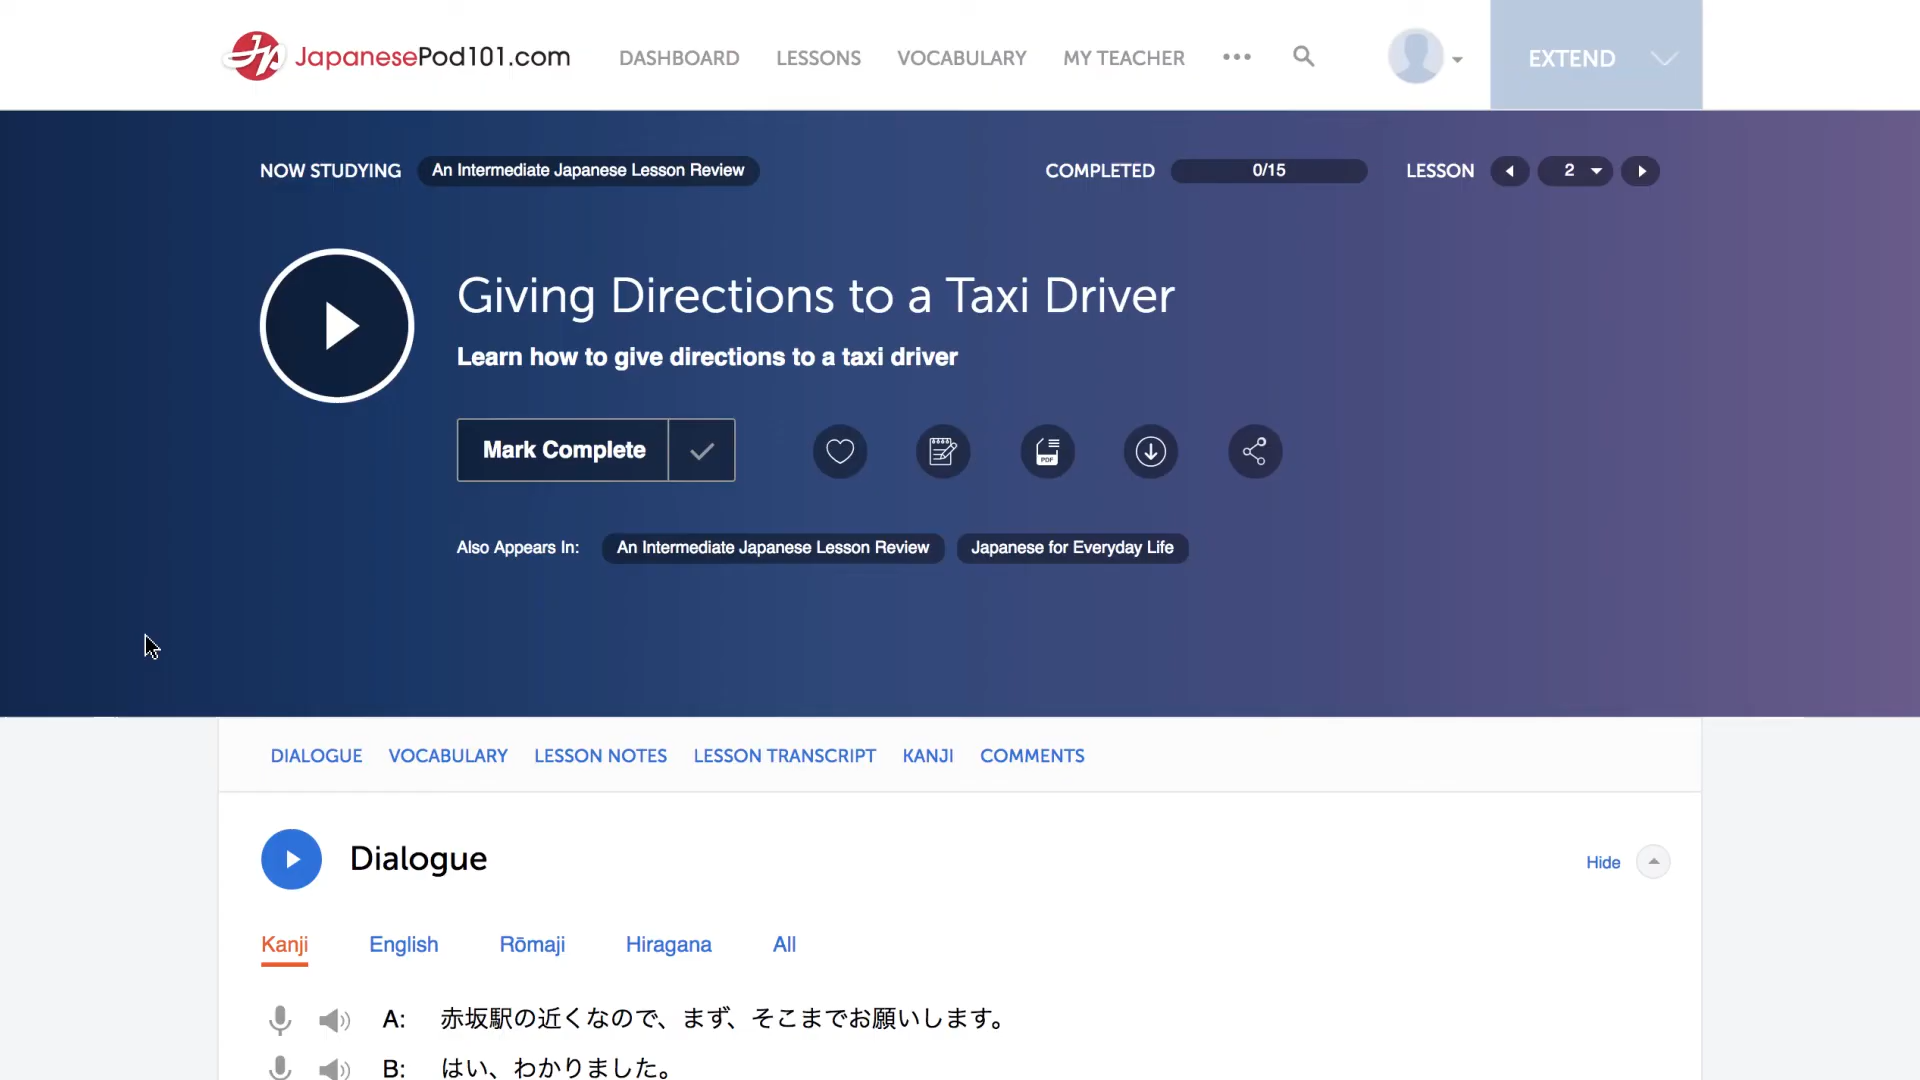 JapanesePod101.com DASHBOARD LESSONS VOCABULARY MY TEACHER ••• EXTEND
NOW STUDYING An Intermediate Japanese Lesson Review COMPLETED 0/15 LESSON 2
Giving Directions to a Taxi Driver
Learn how to give directions to a taxi driver
Mark Complete PDF
Also Appears In: An Intermediate Japanese Lesson Review Japanese for Everyday Life
DIALOGUE VOCABULARY LESSON NOTES LESSON TRANSCRIPT KANJI COMMENTS
Dialogue Hide
Kanji English Rōmaji Hiragana All
A: 赤坂駅の近くなので、まず、そこまでお願いします。
B: はい、わかりました。